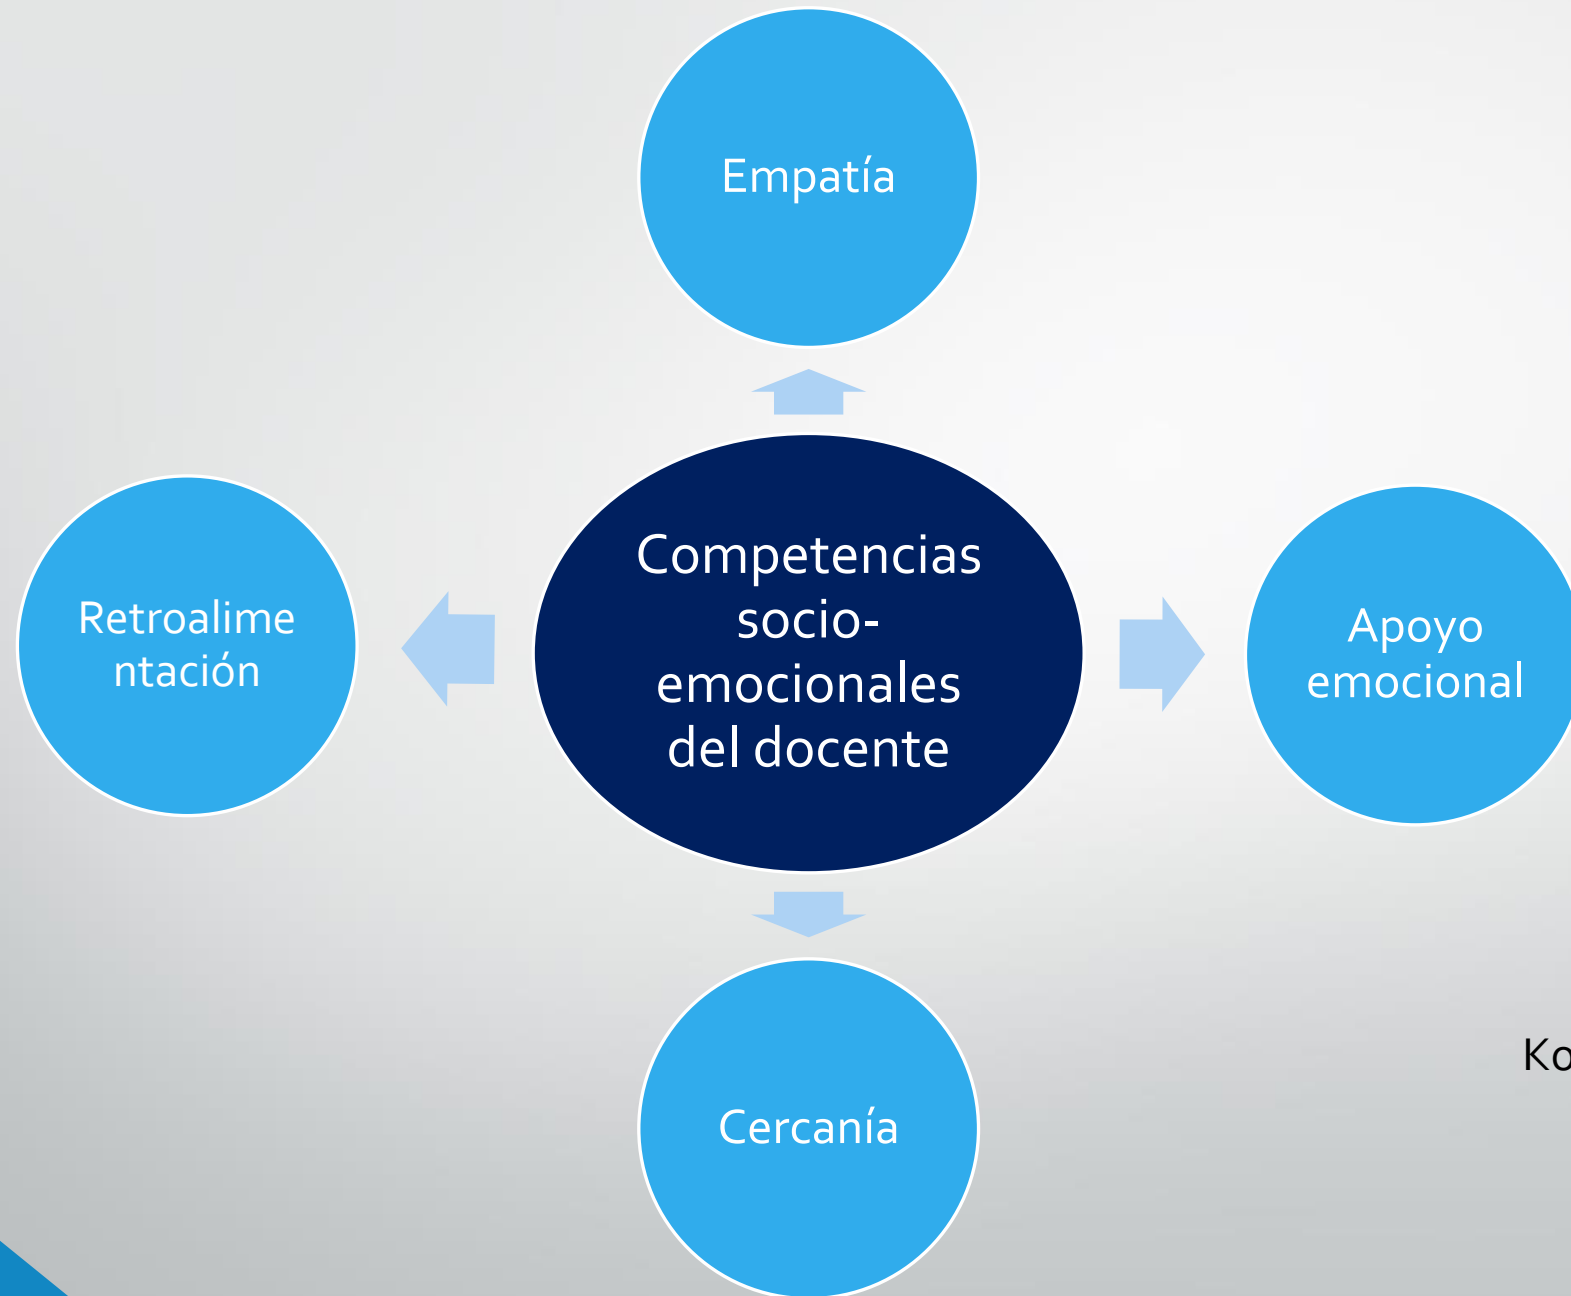 Empatía
Competencias
socio-
emocionales
del docente
Retroalime
ntación
Apoyo
emocional
Cercanía